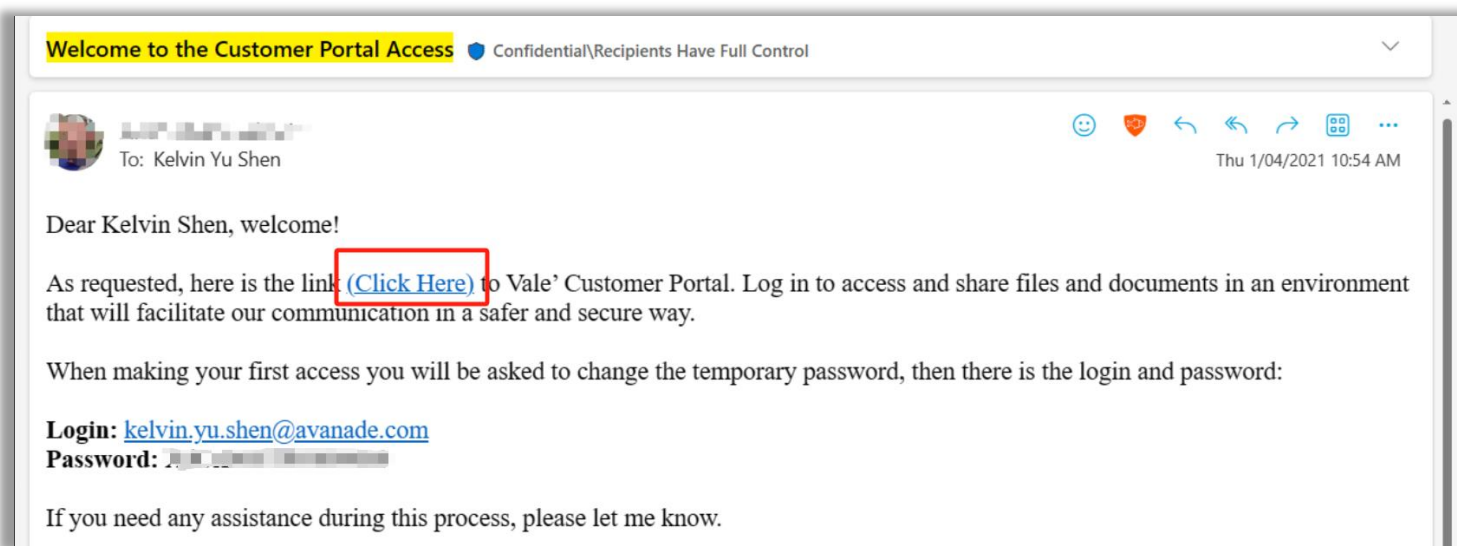 Welcome to the Customer Portal Access Confidential\Recipients Have Full Control
To: Kelvin Yu Shen
Thu 1/04/2021 10:54 AM
Dear Kelvin Shen, welcome!
As requested, here is the link (Click Here) to Vale’ Customer Portal. Log in to access and share files and documents in an environment
that will facilitate our communication in a safer and secure way.
When making your first access you will be asked to change the temporary password, then there is the login and password:
Login: kelvin.yu.shen@avanade.com
Password:
If you need any assistance during this process, please let me know.